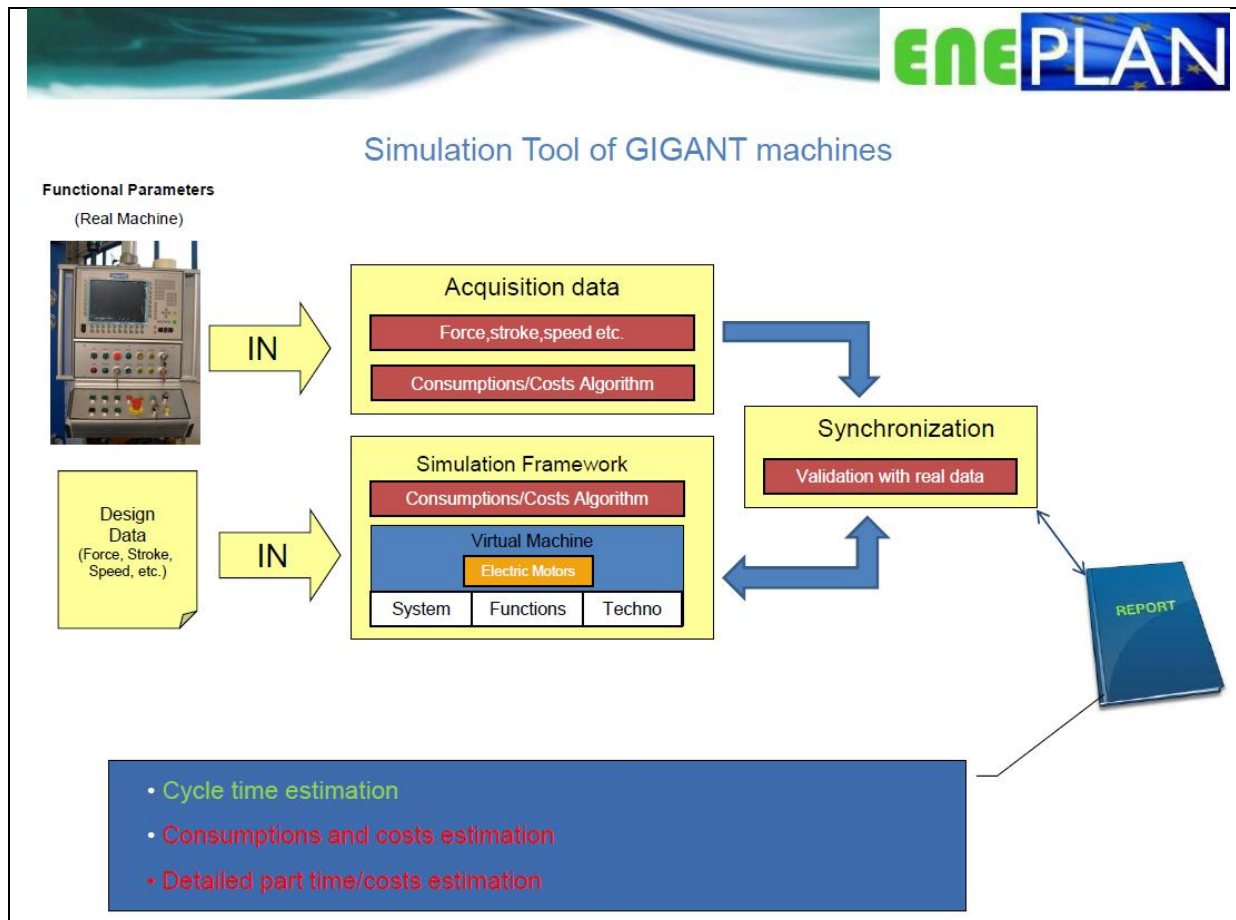 ENEPLAN
Simulation Tool of GIGANT machines
Functional Parameters
(Real Machine)
IN
Acquisition data
Force,stroke,speed etc.
Consumptions/Costs Algorithm
Synchronization
Validation with real data
Design
Data
(Force, Stroke,
Speed, etc.)
IN
Simulation Framework
Consumptions/Costs Algorithm
Virtual Machine
Electric Motors
System Functions Techno
REPORT
• Cycle time estimation
• Consumptions and costs estimation
• Detailed part time/costs estimation